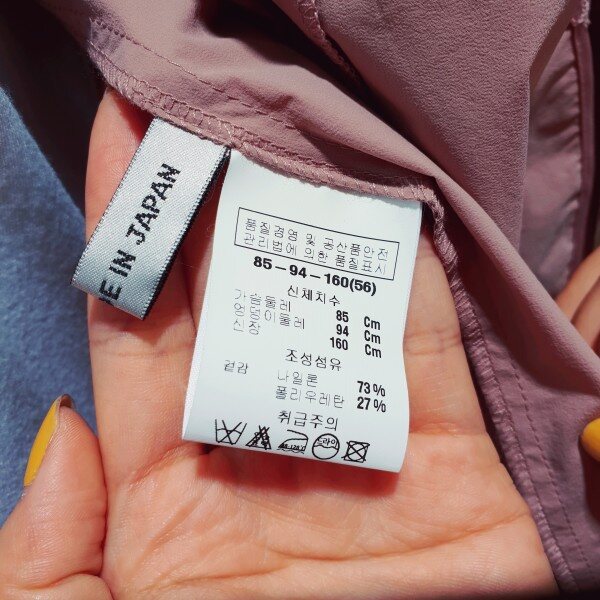 E IN JAPAN
품질경영 및 공산품안전
관리법에 의한 품질표시
85-94-160(56)
신체치수
가슴둘레 85 Cm
엉덩이둘레 94 Cm
신장 160 Cm
조성섬유
겉감 나일론 73%
폴리우레탄 27%
취급주의
드라이